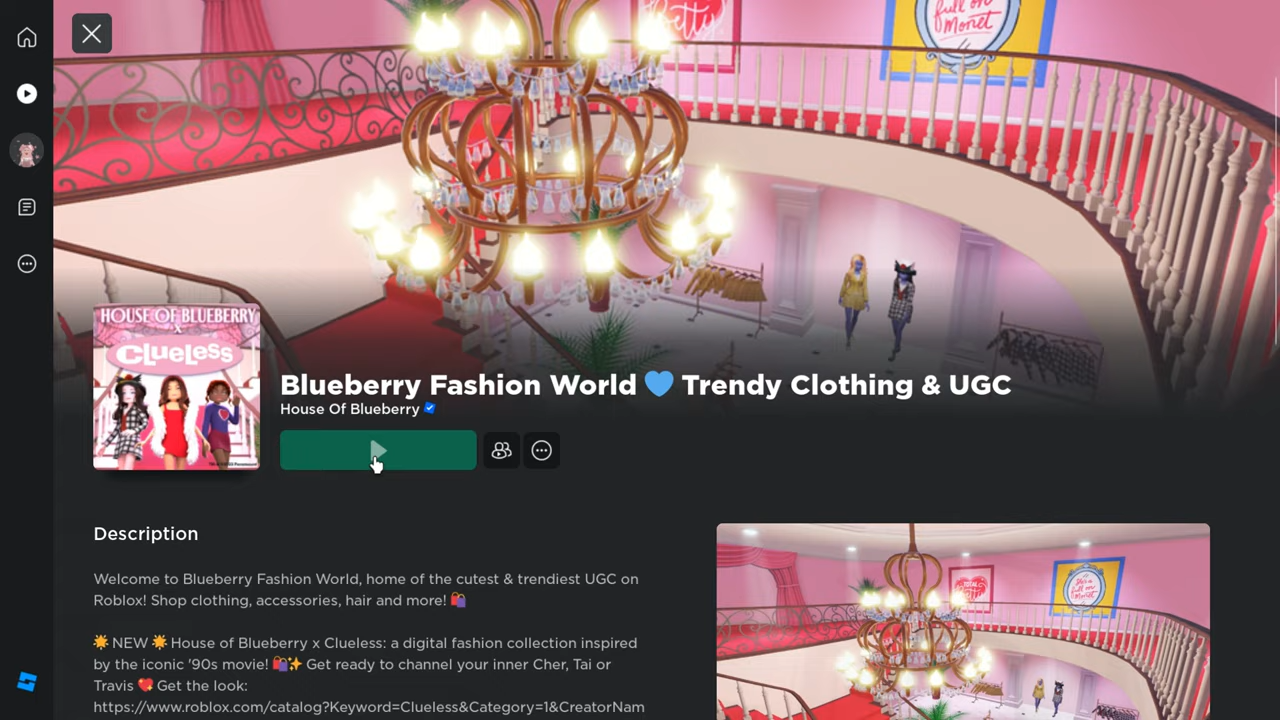 Betty
full on
Monet
HOUSE OF BLUEBERRY
x
CLUELESS
Blueberry Fashion World 💙 Trendy Clothing & UGC
House Of Blueberry
Description
Welcome to Blueberry Fashion World, home of the cutest & trendiest UGC on
Roblox! Shop clothing, accessories, hair and more! 🛍️
☀️ NEW ☀️ House of Blueberry x Clueless: a digital fashion collection inspired
by the iconic '90s movie! 🛍️✨ Get ready to channel your inner Cher, Tai or
Travis 💖 Get the look:
https://www.roblox.com/catalog?Keyword=Clueless&Category=1&CreatorNam